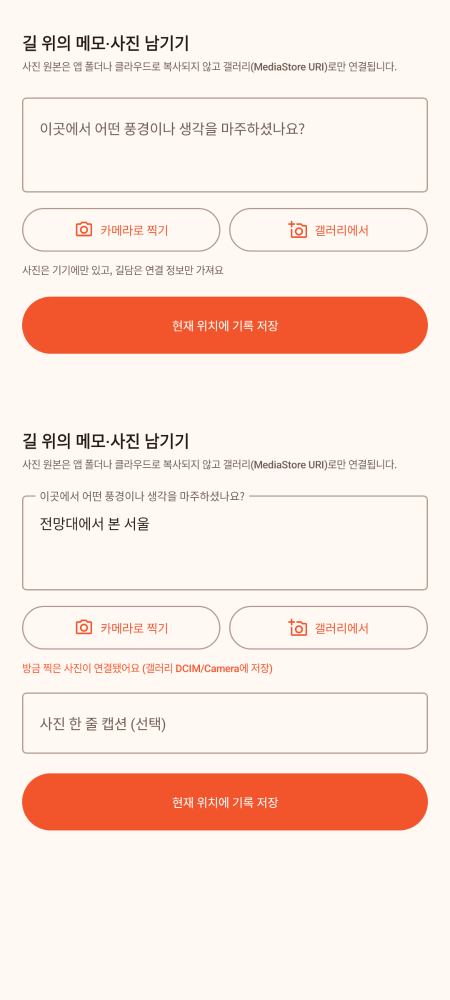 길 위의 메모·사진 남기기
사진 원본은 앱 폴더나 클라우드로 복사되지 않고 갤러리(MediaStore URI)로만 연결됩니다.
이곳에서 어떤 풍경이나 생각을 마주하셨나요?
카메라로 찍기
갤러리에서
사진은 기기에만 있고, 길담은 연결 정보만 가져요
현재 위치에 기록 저장
길 위의 메모·사진 남기기
사진 원본은 앱 폴더나 클라우드로 복사되지 않고 갤러리(MediaStore URI)로만 연결됩니다.
이곳에서 어떤 풍경이나 생각을 마주하셨나요?
전망대에서 본 서울
카메라로 찍기
갤러리에서
방금 찍은 사진이 연결됐어요 (갤러리 DCIM/Camera에 저장)
사진 한 줄 캡션 (선택)
현재 위치에 기록 저장